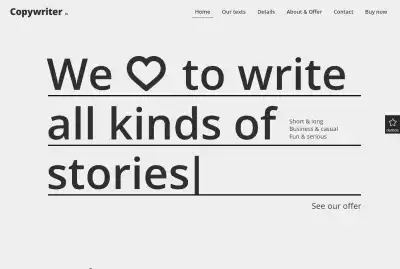 Copywriter
Home Our texts Details About & Offer Contact Buy now
We to write
all kinds of
Short & long
Business & casual
Fun & serious
stories|
See our offer